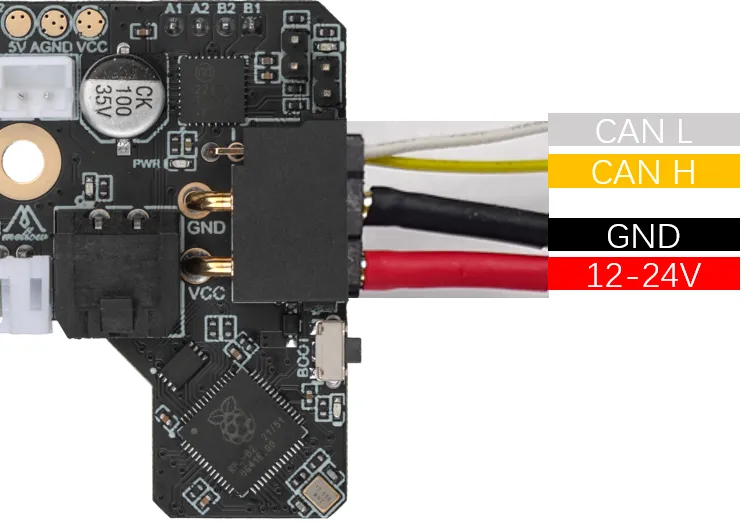 A1 A2 B2 B1
5V AGND VCC
CK
100
35V
PWR
CAN L
CAN H
GND
GND
12-24V
VCC
BOOT